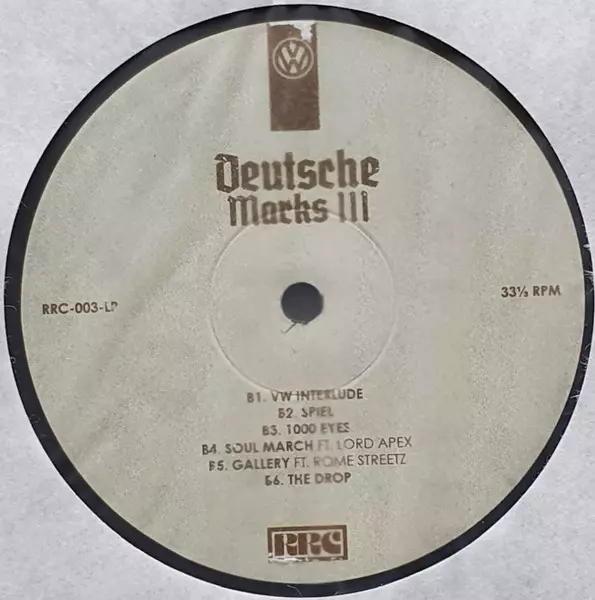 VW
Deutsche
Marks III
RRC-003-LP
33⅓ RPM
B1. VW INTERLUDE
B2. SPIEL
B3. 1000 EYES
B4. SOUL MARCH FT. LORD APEX
B5. GALLERY FT. ROME STREETZ
B6. THE DROP
RRC